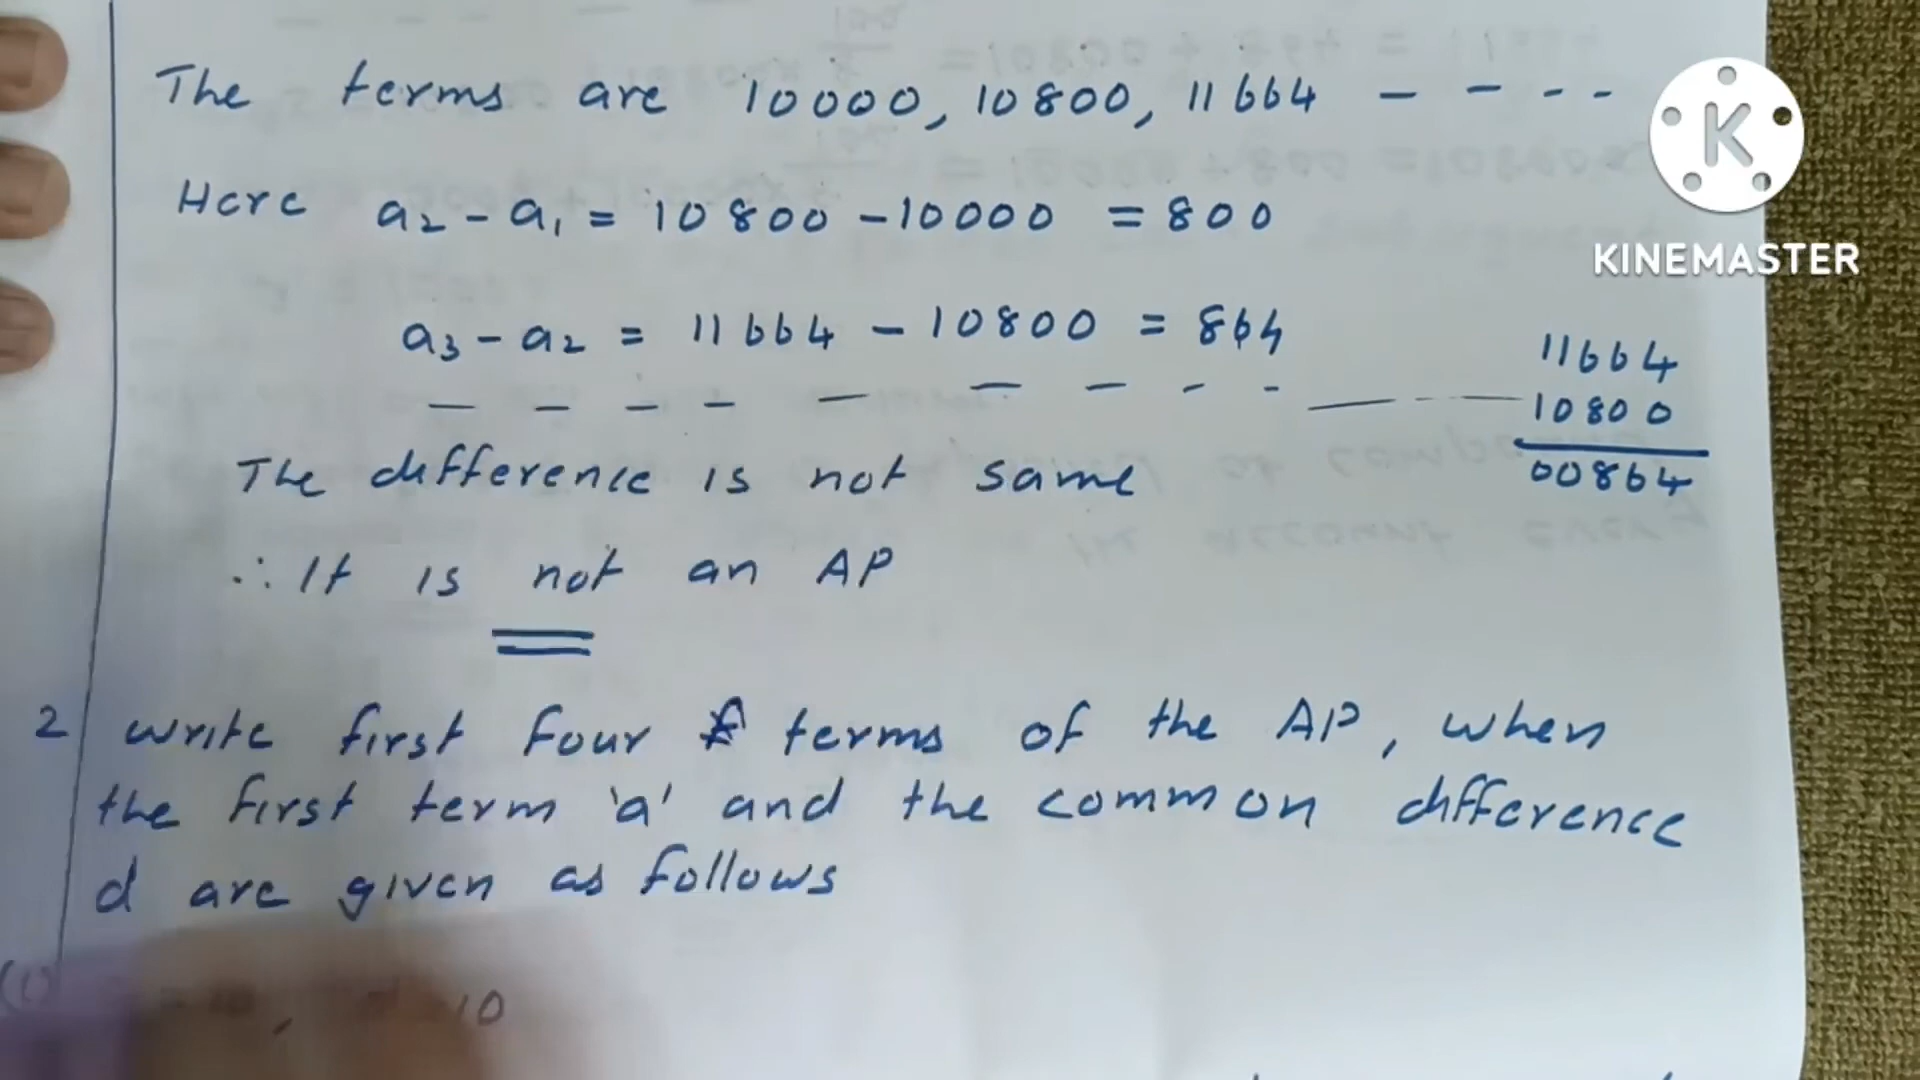 The terms are 10000, 10800, 11664 - - - -
Here a₂ - a₁ = 10800 - 10000 = 800
a₃ - a₂ = 11664 - 10800 = 864
11664
10800
00864
The difference is not same
∴ It is not an AP
2 write first four terms of the AP, when
the first term 'a' and the common difference
d are given as follows
10
K
KINEMASTER